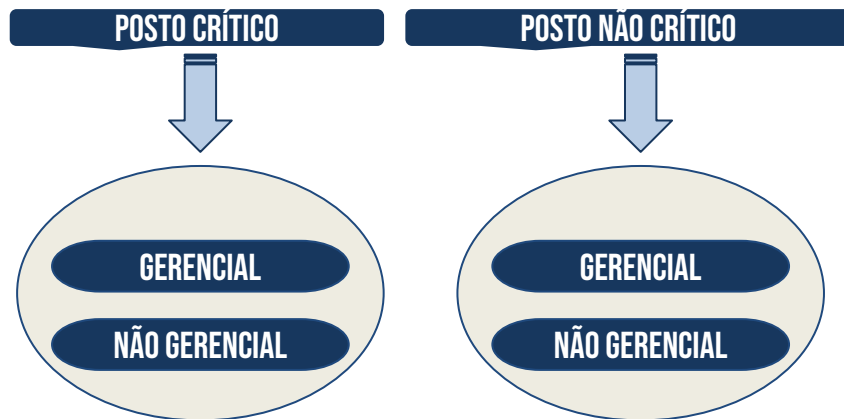 POSTO CRÍTICO
POSTO NÃO CRÍTICO
GERENCIAL
NÃO GERENCIAL
GERENCIAL
NÃO GERENCIAL